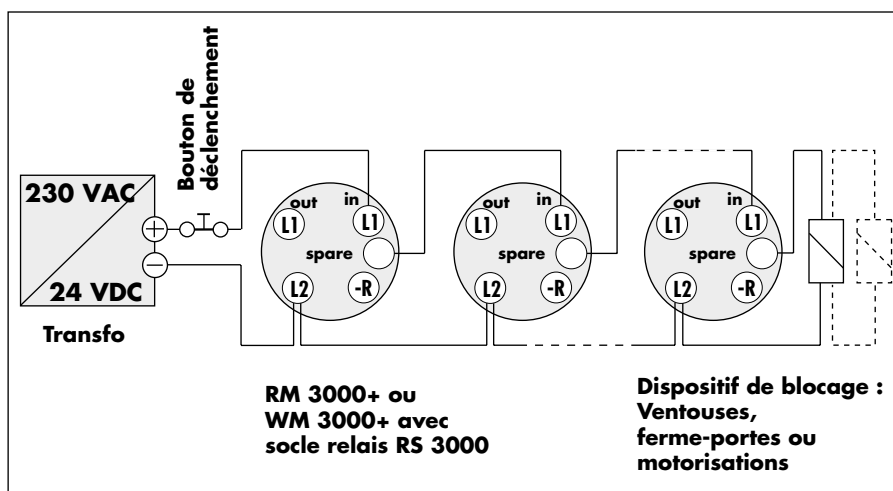 Bouton de
déclenchement
230 VAC
24 VDC
+
−
Transfo
out in
L1 L1
spare
L2 -R
out in
L1 L1
spare
L2 -R
out in
L1 L1
spare
L2 -R
RM 3000+ ou
WM 3000+ avec
socle relais RS 3000
Dispositif de blocage :
Ventouses,
ferme-portes ou
motorisations